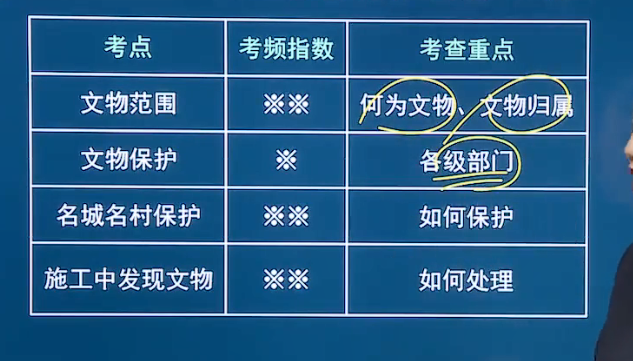 考点 考频指数 考查重点
文物范围 ※※ 何为文物、文物归属
文物保护 ※ 各级部门
名城名村保护 ※※ 如何保护
施工中发现文物 ※※ 如何处理